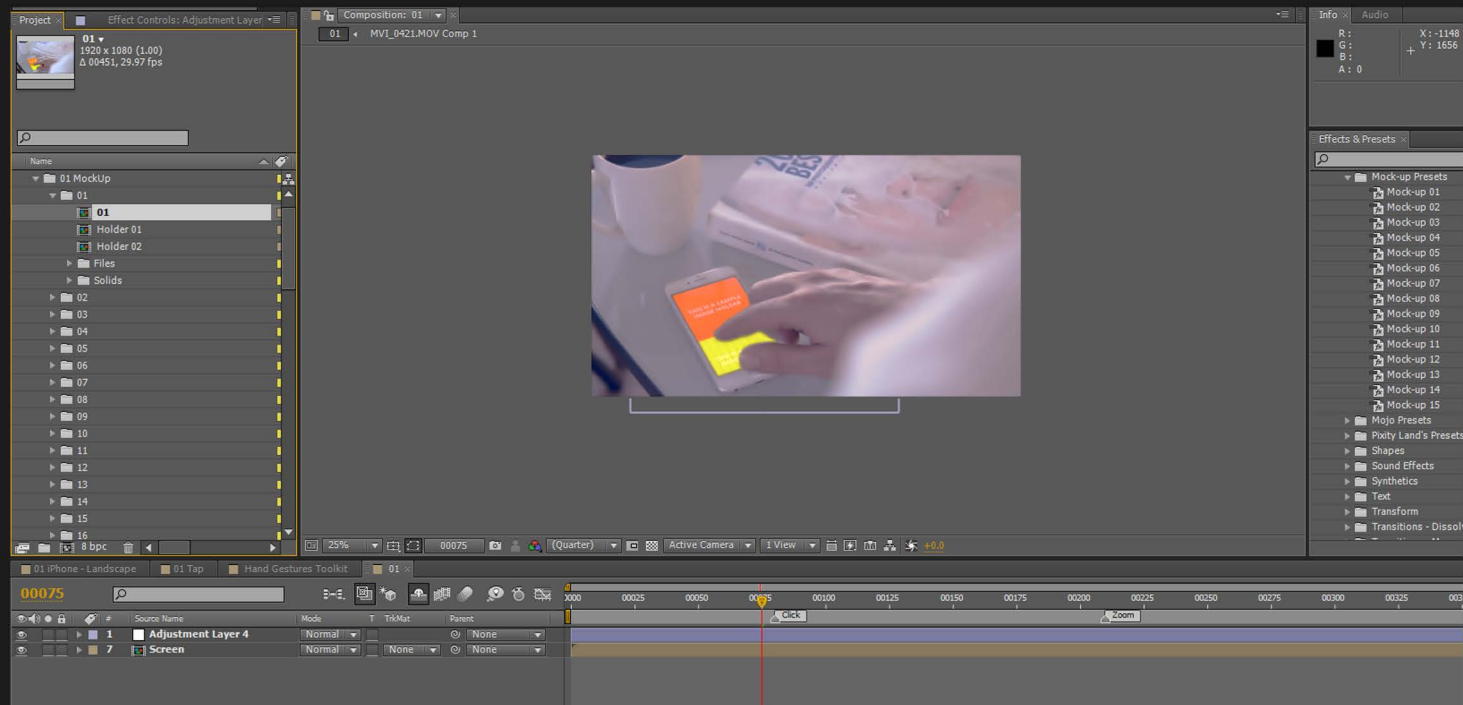 Project × Effect Controls: Adjustment Layer
01
1920 x 1080 (1.00)
Δ 00451, 29.97 fps
Name
01 MockUp
01
01
Holder 01
Holder 02
Files
Solids
02
03
04
05
06
07
08
09
10
11
12
13
14
15
16
8 bpc
Composition: 01 ×
01 MVI_0421.MOV Comp 1
BEST
THIS IS A SAMPLE
25% 00075 (Quarter) Active Camera 1 View +0.0
Info × Audio
R :
G :
B :
A : 0
X : -1148
Y : 1656
Effects & Presets ×
Mock-up Presets
Mock-up 01
Mock-up 02
Mock-up 03
Mock-up 04
Mock-up 05
Mock-up 06
Mock-up 07
Mock-up 08
Mock-up 09
Mock-up 10
Mock-up 11
Mock-up 12
Mock-up 13
Mock-up 14
Mock-up 15
Mojo Presets
Pixity Land's Presets
Shapes
Sound Effects
Synthetics
Text
Transform
Transitions - Dissol
01 iPhone - Landscape 01 Tap Hand Gestures Toolkit 01 ×
00075
00025 00050 00100 00125 00150 00175 00200 00225 00250 00275 00300 00325
# Source Name Mode T TrkMat Parent
Click Zoom
1 Adjustment Layer 4 Normal None
7 Screen Normal None None